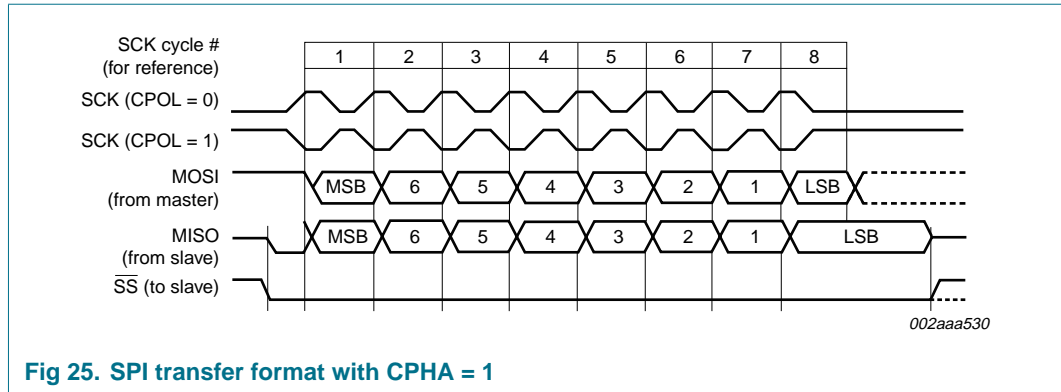 SCK cycle #
(for reference)
1 2 3 4 5 6 7 8
SCK (CPOL = 0)
SCK (CPOL = 1)
MOSI
(from master)
MSB 6 5 4 3 2 1 LSB
MISO
(from slave)
MSB 6 5 4 3 2 1 LSB
SS (to slave)
002aaa530
Fig 25. SPI transfer format with CPHA = 1